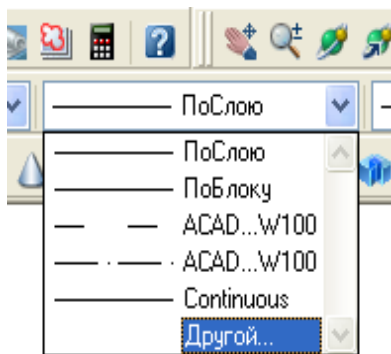 ПоСлою
ПоСлою
ПоБлоку
ACAD...W100
ACAD...W100
Continuous
Другой...